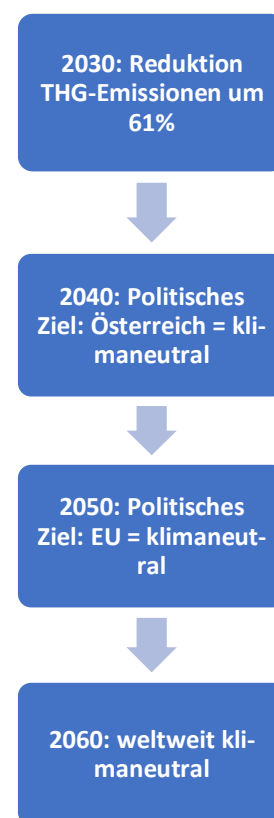 2030: Reduktion
THG-Emissionen um
61%
2040: Politisches
Ziel: Österreich = kli-
maneutral
2050: Politisches
Ziel: EU = klimaneut-
ral
2060: weltweit kli-
maneutral